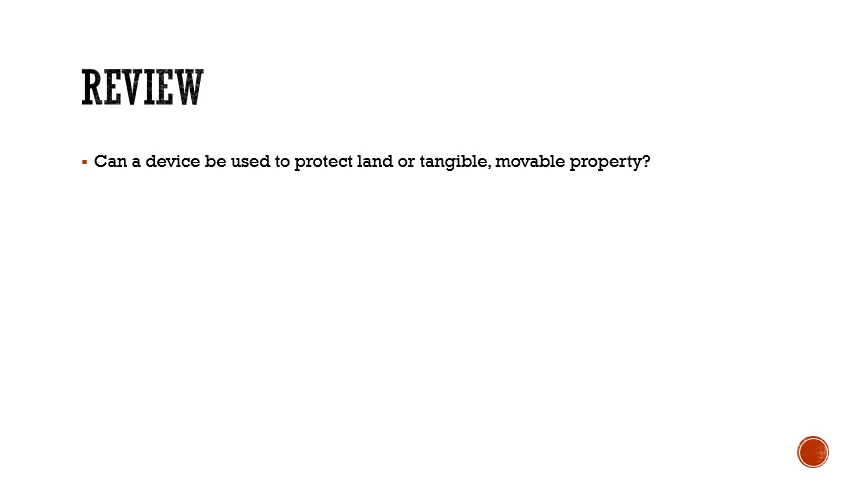 REVIEW
Can a device be used to protect land or tangible, movable property?